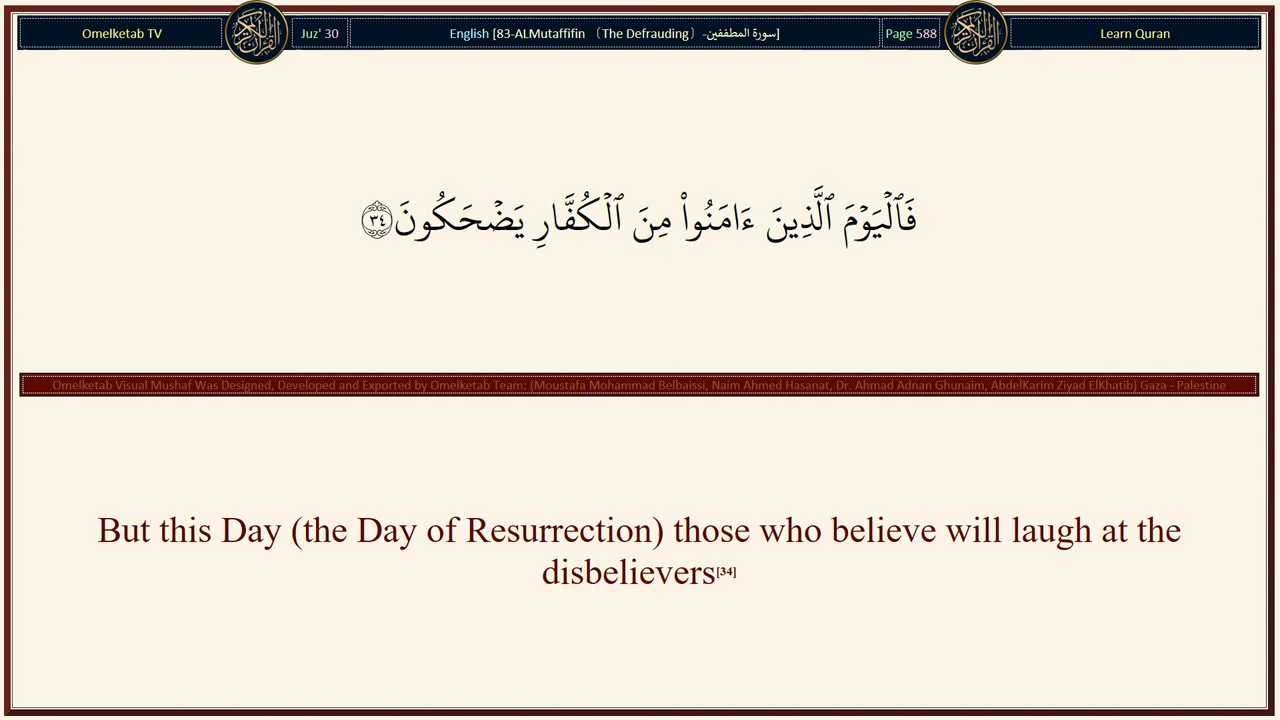 Omelketab TV
Juz' 30
English [83-ALMutaffifin 〔The Defrauding〕 -سورة المطففين]
Page 588
Learn Quran
فَٱلۡيَوۡمَ ٱلَّذِينَ ءَامَنُواْ مِنَ ٱلۡكُفَّارِ يَضۡحَكُونَ ٣٤
Omelketab Visual Mushaf Was Designed, Developed and Exported by Omelketab Team: (Moustafa Mohammad Belbaissi, Naim Ahmed Hasanat, Dr. Ahmad Adnan Ghunaim, AbdelKarim Ziyad ElKhatib) Gaza - Palestine
But this Day (the Day of Resurrection) those who believe will laugh at the
disbelievers[34]